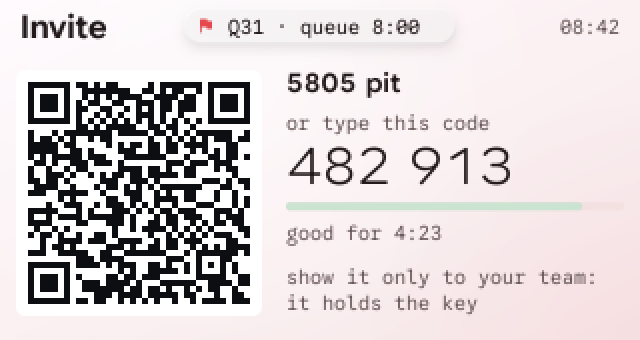 Invite
Q31 · queue 8:00
08:42
5805 pit
or type this code
482 913
good for 4:23
show it only to your team:
it holds the key